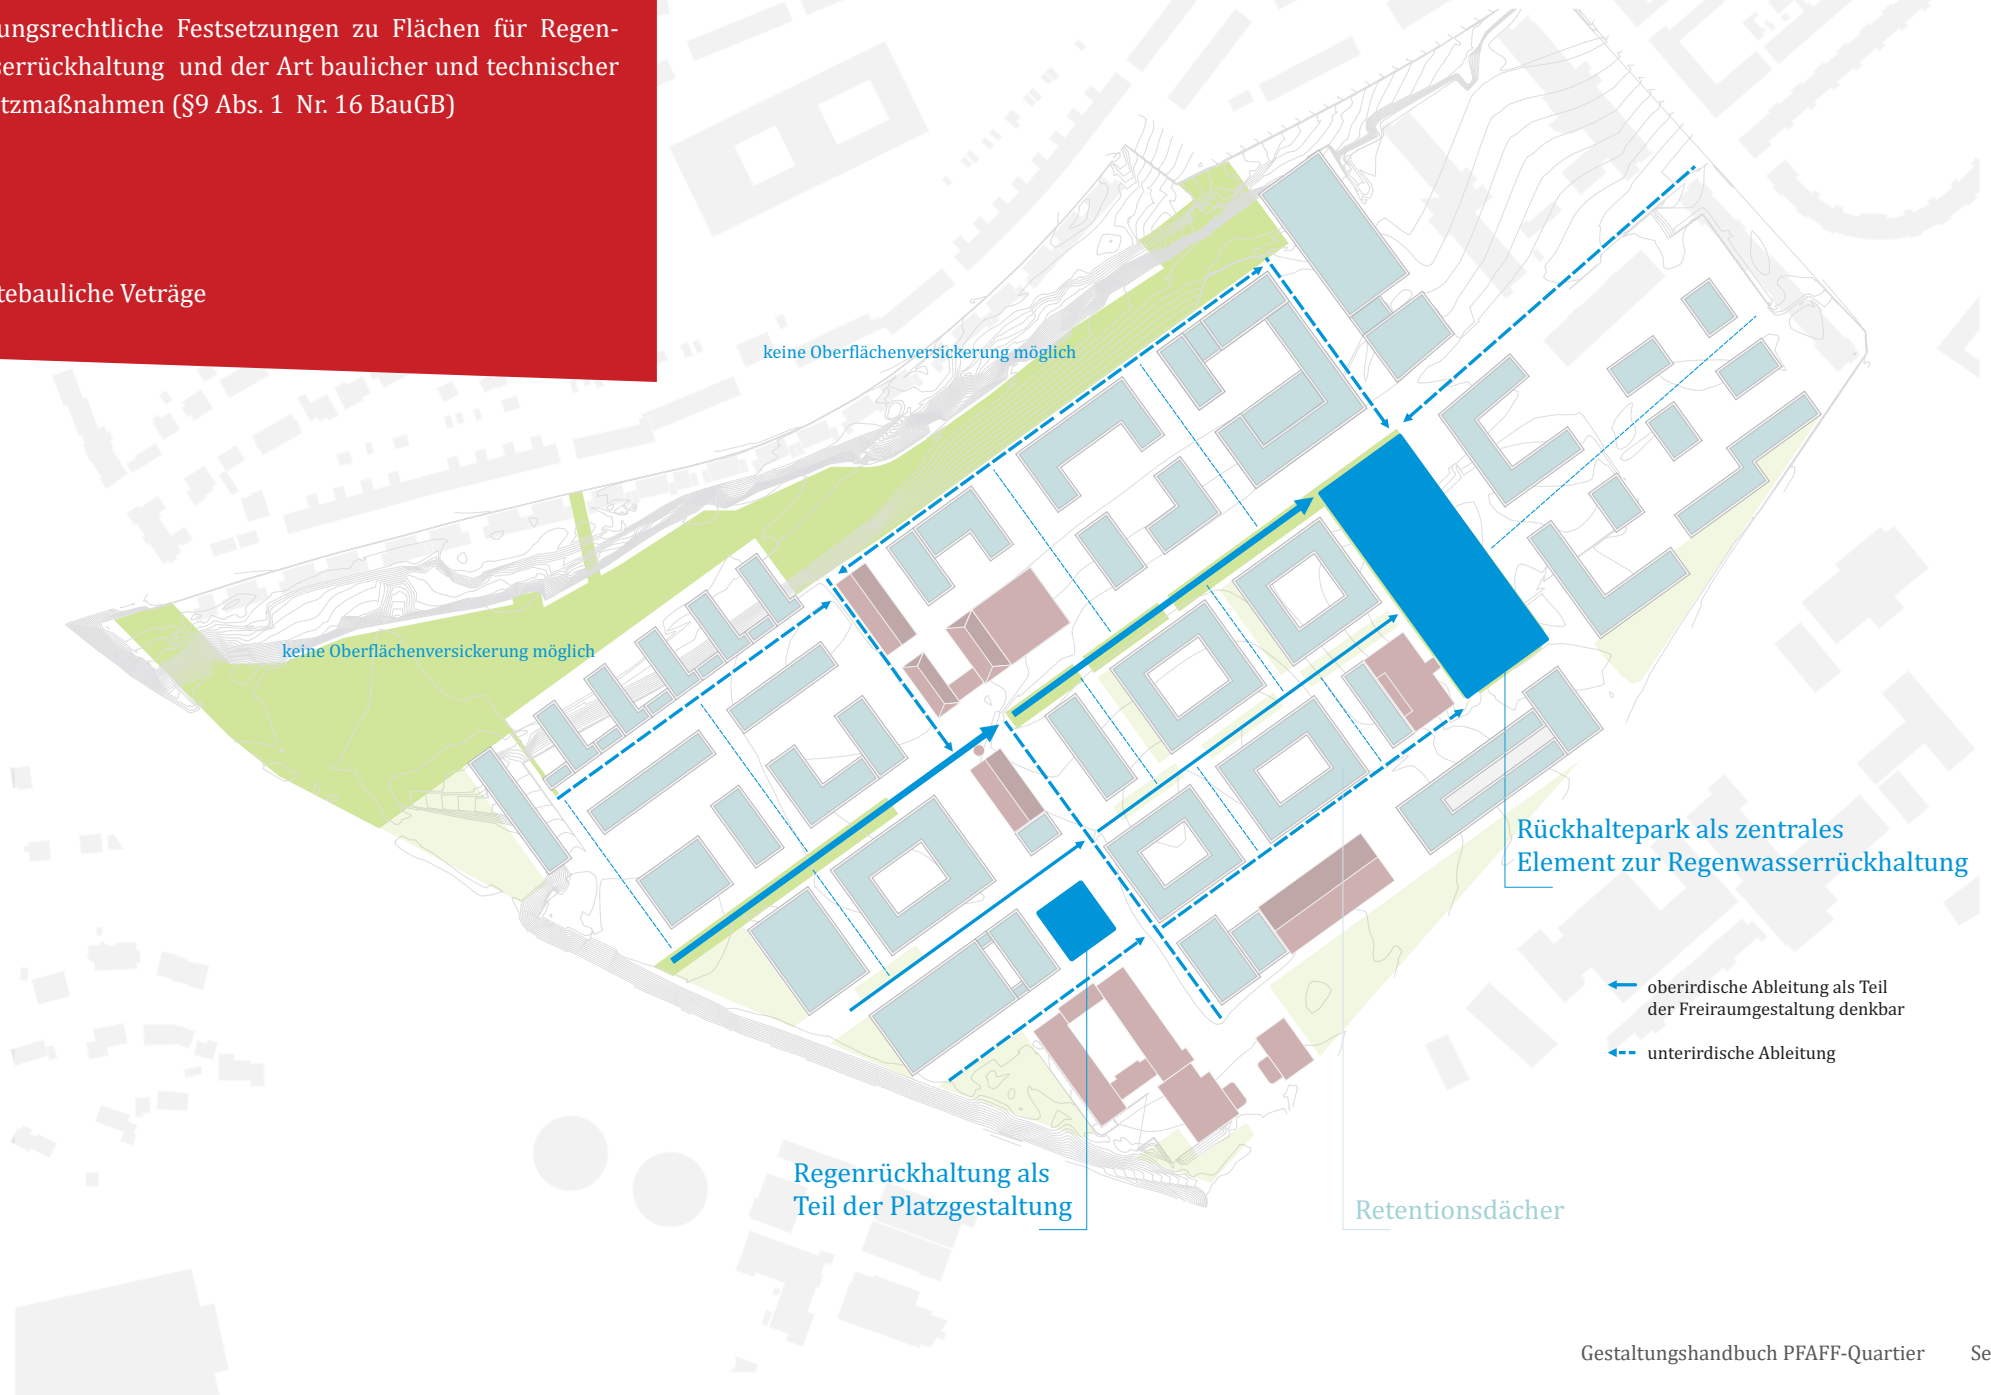 ungsrechtliche Festsetzungen zu Flächen für Regen-
serrückhaltung und der Art baulicher und technischer
tzmaßnahmen (§9 Abs. 1 Nr. 16 BauGB)
tebauliche Veträge
keine Oberflächenversickerung möglich
keine Oberflächenversickerung möglich
Rückhaltepark als zentrales
Element zur Regenwasserrückhaltung
oberirdische Ableitung als Teil
der Freiraumgestaltung denkbar
unterirdische Ableitung
Regenrückhaltung als
Teil der Platzgestaltung
Retentionsdächer
Gestaltungshandbuch PFAFF-Quartier Se